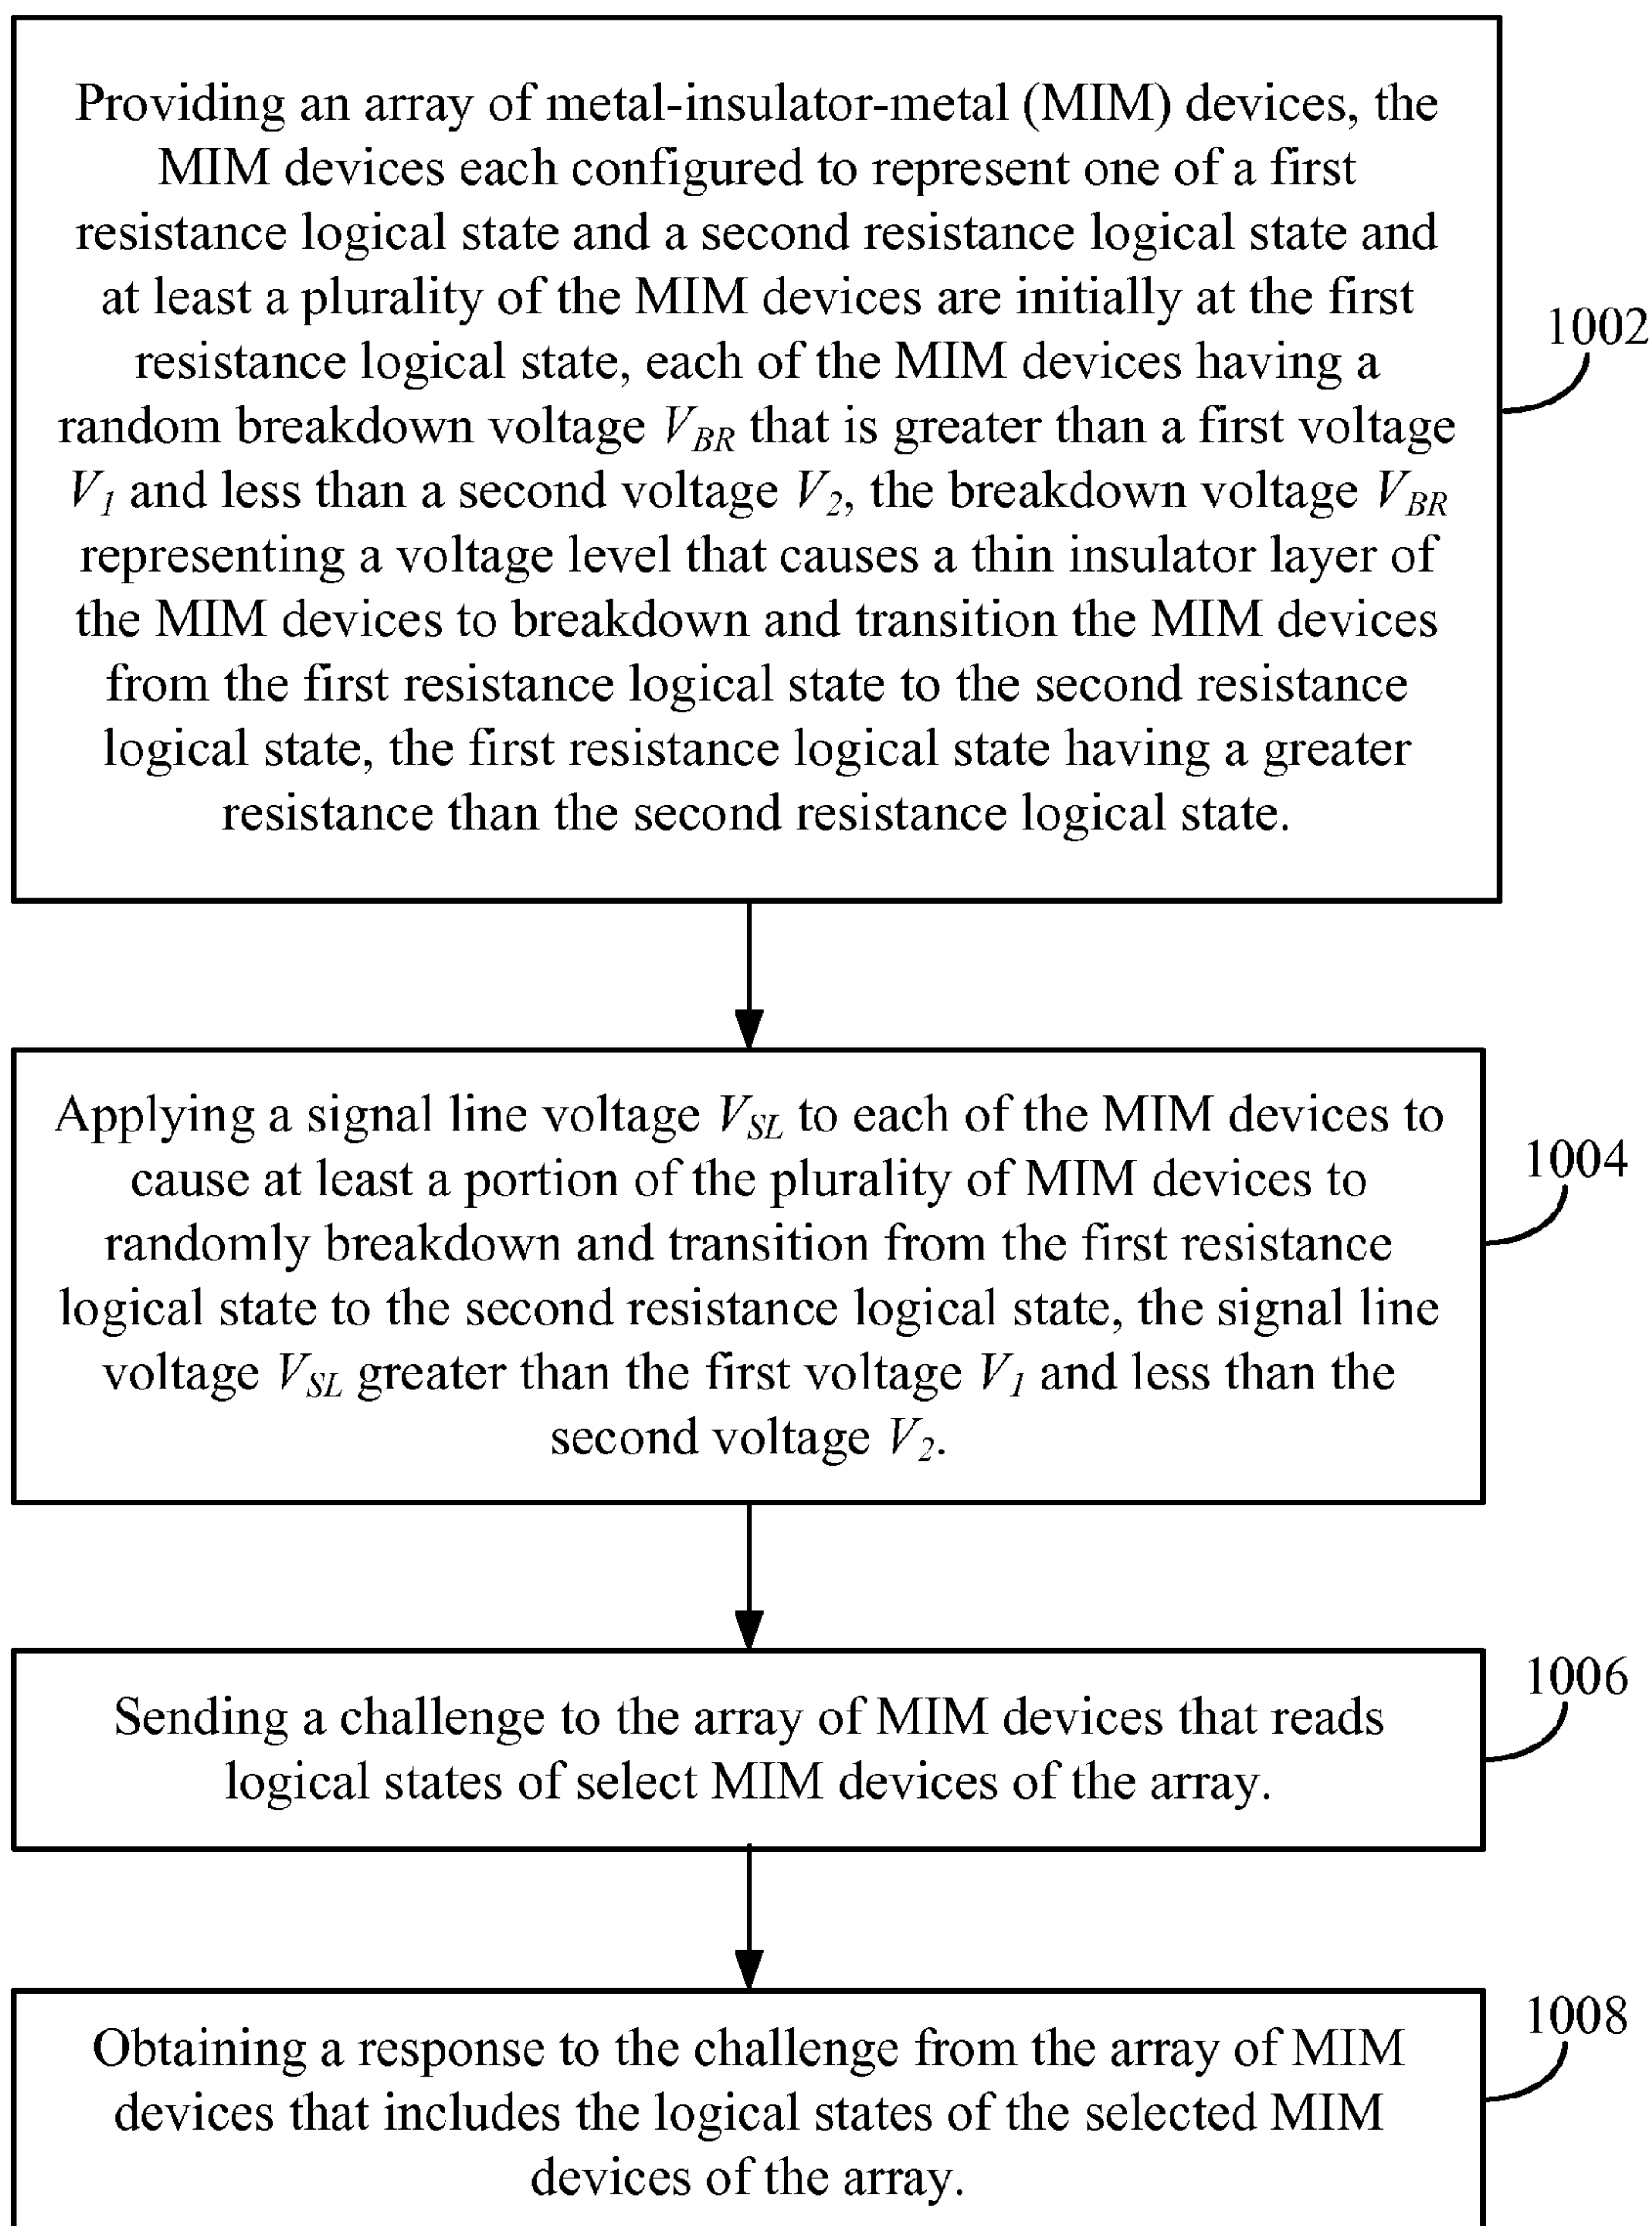 Providing an array of metal-insulator-metal (MIM) devices, the
MIM devices each configured to represent one of a first
resistance logical state and a second resistance logical state and
at least a plurality of the MIM devices are initially at the first
resistance logical state, each of the MIM devices having a
random breakdown voltage V_BR that is greater than a first voltage
V_1 and less than a second voltage V_2, the breakdown voltage V_BR
representing a voltage level that causes a thin insulator layer of
the MIM devices to breakdown and transition the MIM devices
from the first resistance logical state to the second resistance
logical state, the first resistance logical state having a greater
resistance than the second resistance logical state.
1002
Applying a signal line voltage V_SL to each of the MIM devices to
cause at least a portion of the plurality of MIM devices to
randomly breakdown and transition from the first resistance
logical state to the second resistance logical state, the signal line
voltage V_SL greater than the first voltage V_1 and less than the
second voltage V_2.
1004
Sending a challenge to the array of MIM devices that reads
logical states of select MIM devices of the array.
1006
Obtaining a response to the challenge from the array of MIM
devices that includes the logical states of the selected MIM
devices of the array.
1008